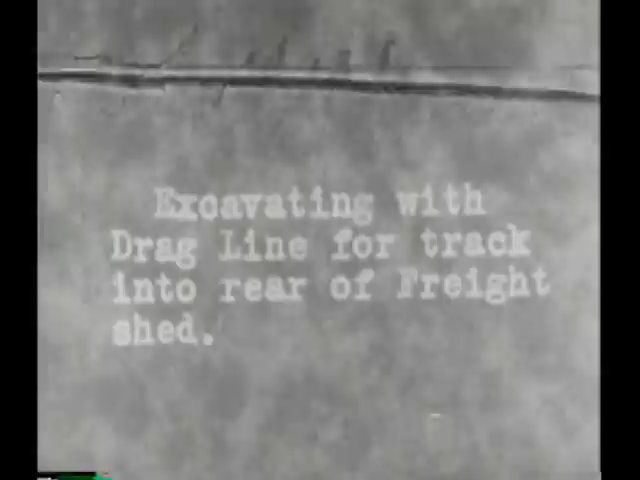 Excavating with
Drag Line for track
into rear of Freight
shed.